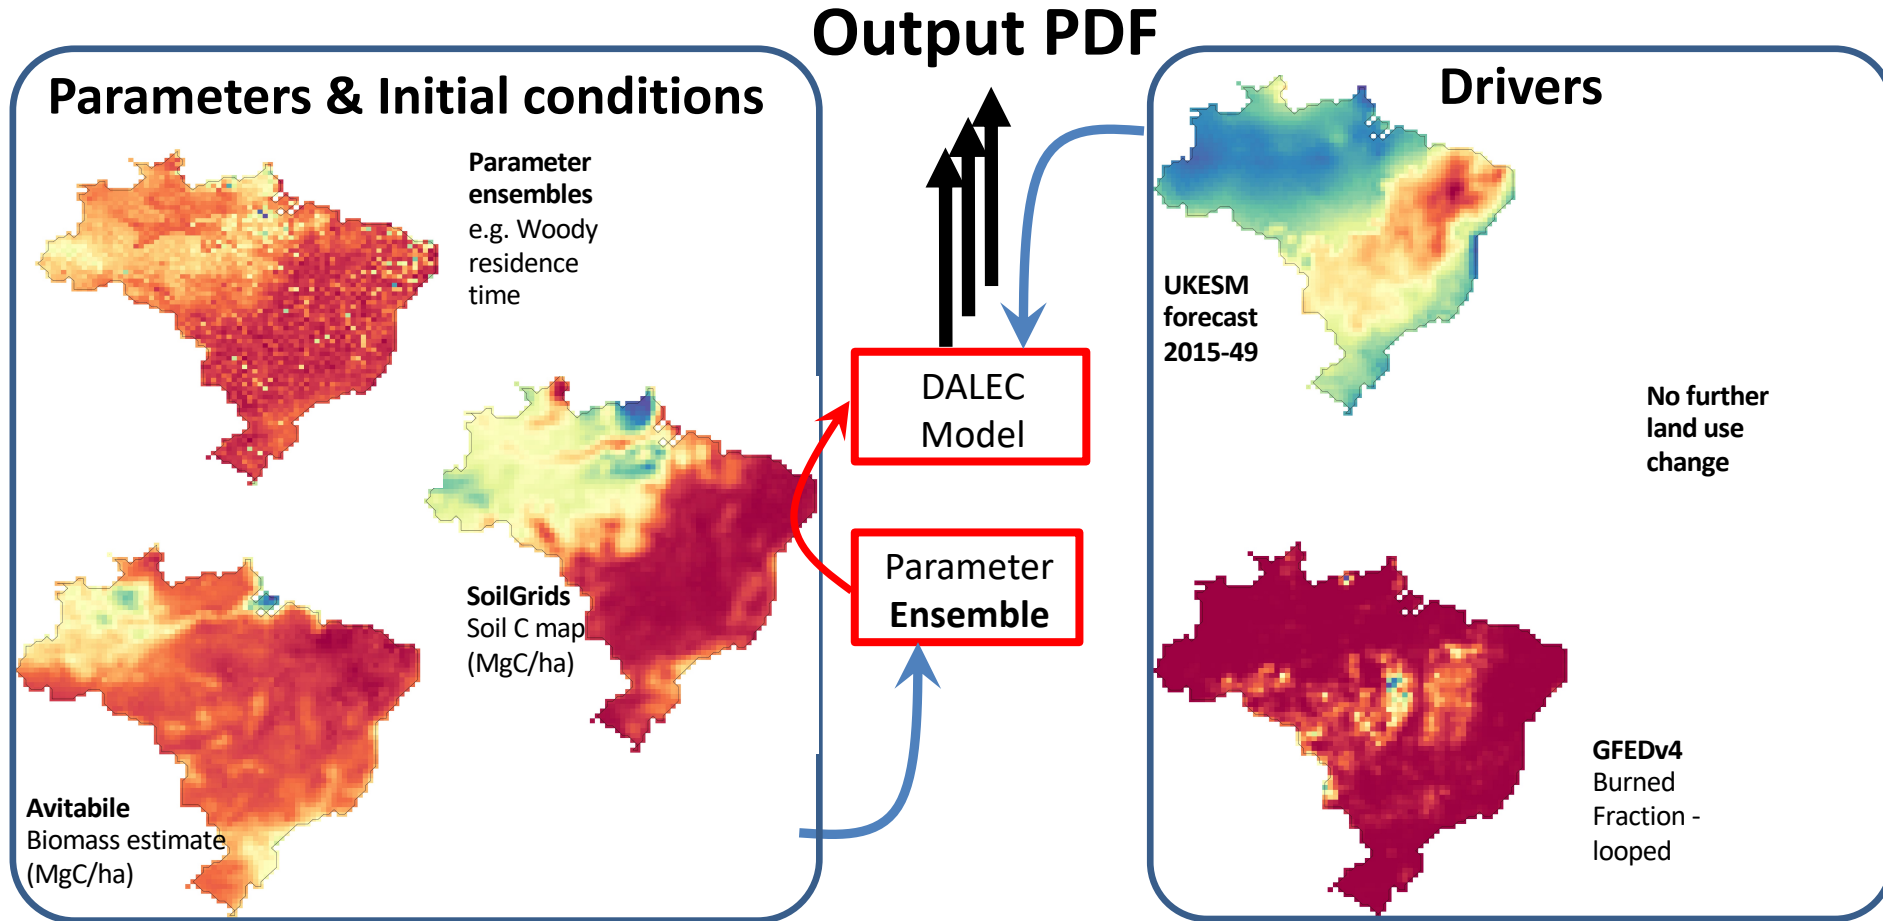 Output PDF
Parameters & Initial conditions
Parameter
ensembles
e.g. Woody
residence
time
SoilGrids
Soil C map
(MgC/ha)
Avitabile
Biomass estimate
(MgC/ha)
DALEC
Model
Parameter
Ensemble
Drivers
UKESM
forecast
2015-49
No further
land use
change
GFEDv4
Burned
Fraction -
looped